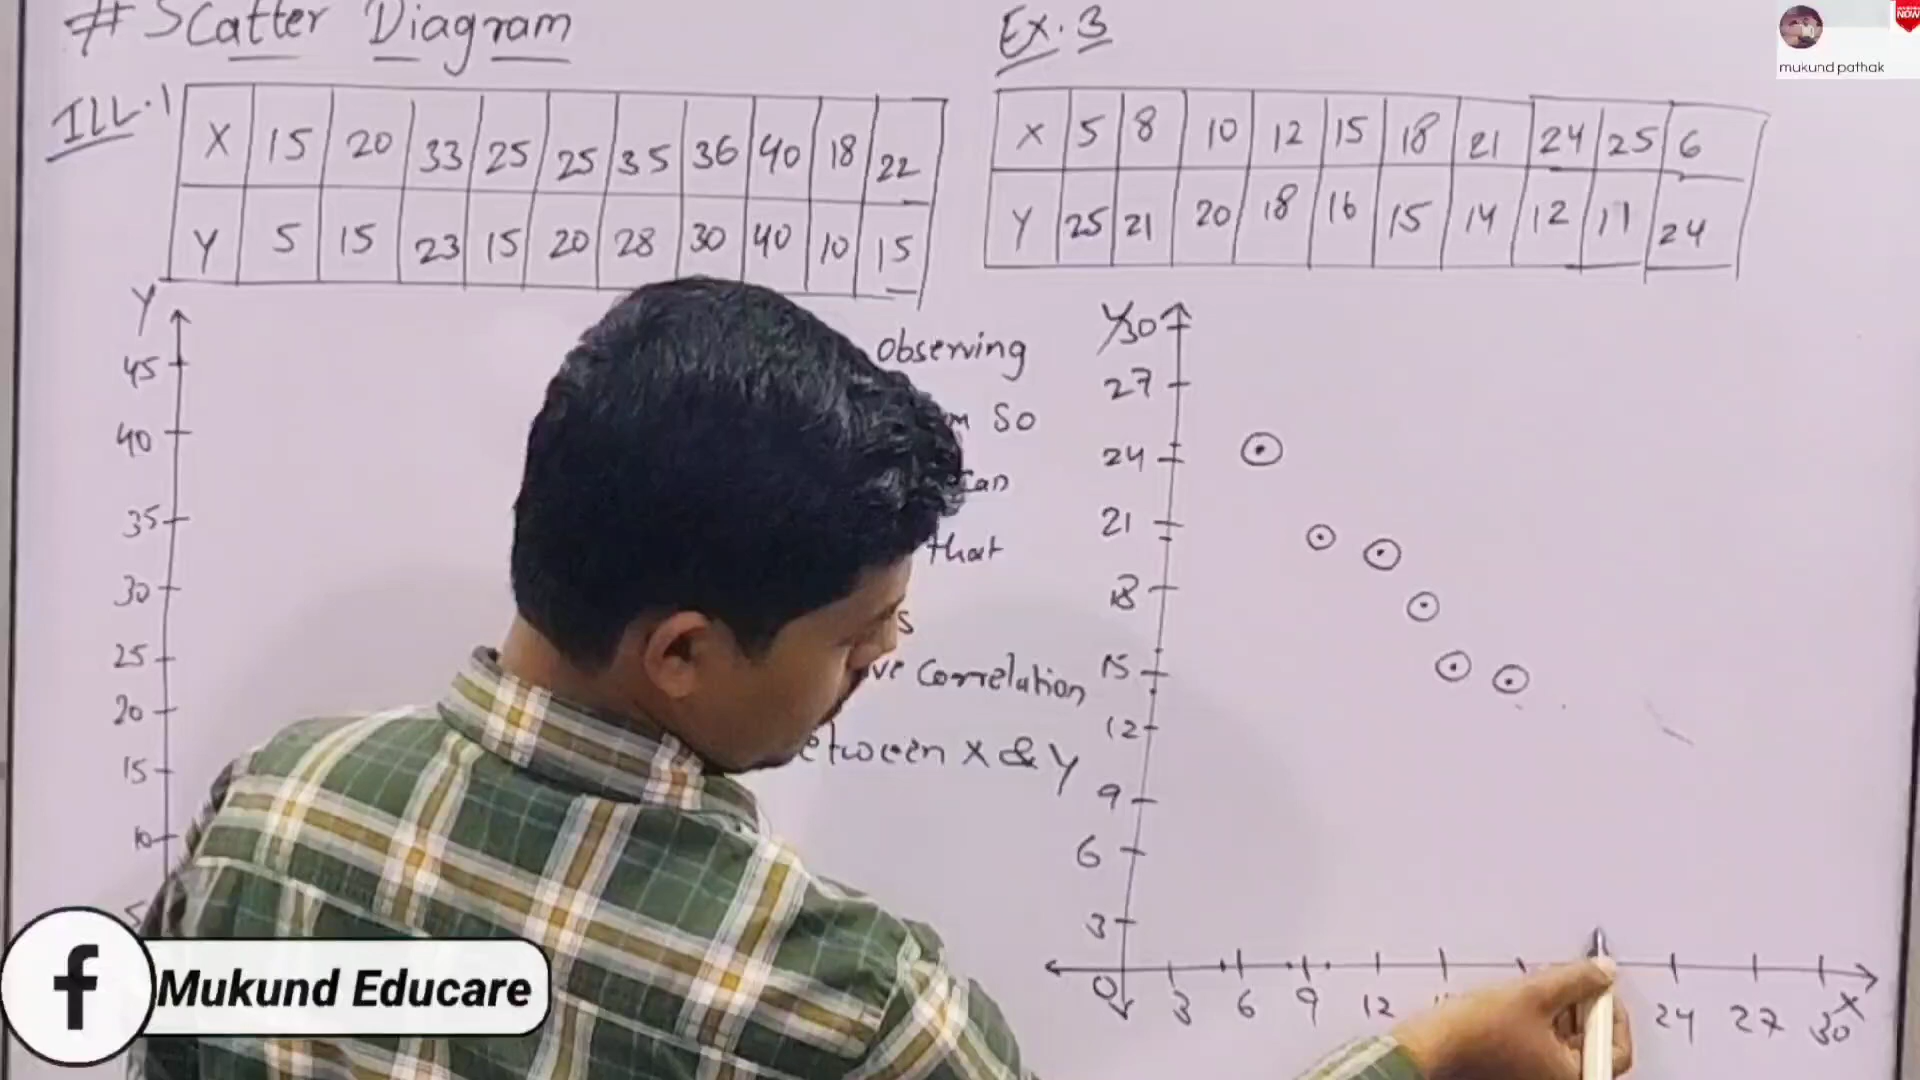 # Scatter Diagram
ILL.1
X 15 20 33 25 25 35 36 40 18 22
Y 5 15 23 15 20 28 30 40 10 15
Y
45
40
35
30
25
20
15
10
5
observing
So
can
that
ve Correlation
etween X & Y
Ex. 3
X 5 8 10 12 15 18 21 24 25 6
Y 25 21 20 18 16 15 14 12 11 24
Y
30
27
24
21
18
15
12
9
6
3
0 3 6 9 12 24 27 30 X
mukund pathak
NOW
f Mukund Educare